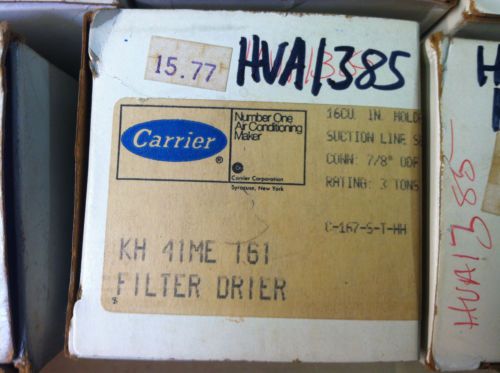 15.77
HVA1385
Carrier
®
Number One
Air Conditioning
Maker
Carrier Corporation
Syracuse, New York
16CU. IN. HOLD
SUCTION LINE S
CONN: 7/8" ODF
RATING: 3 TONS
C-167-S-T-HH
KH 41ME 161
FILTER DRIER
8
HVA1385